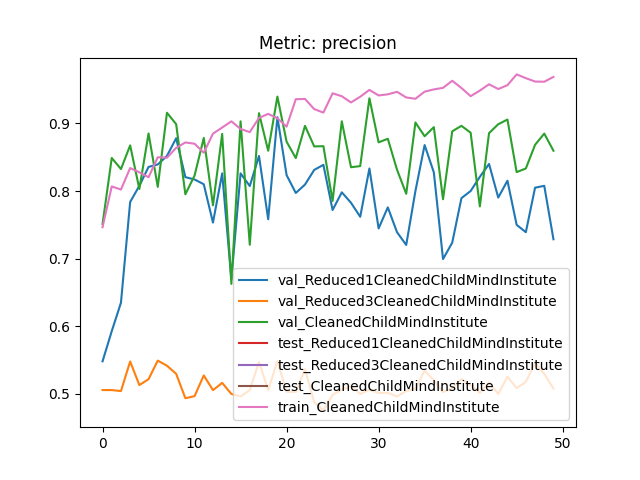 Metric: precision
0.9
0.8
0.7
0.6
0.5
val_Reduced1CleanedChildMindInstitute
val_Reduced3CleanedChildMindInstitute
val_CleanedChildMindInstitute
test_Reduced1CleanedChildMindInstitute
test_Reduced3CleanedChildMindInstitute
test_CleanedChildMindInstitute
train_CleanedChildMindInstitute
0 10 20 30 40 50